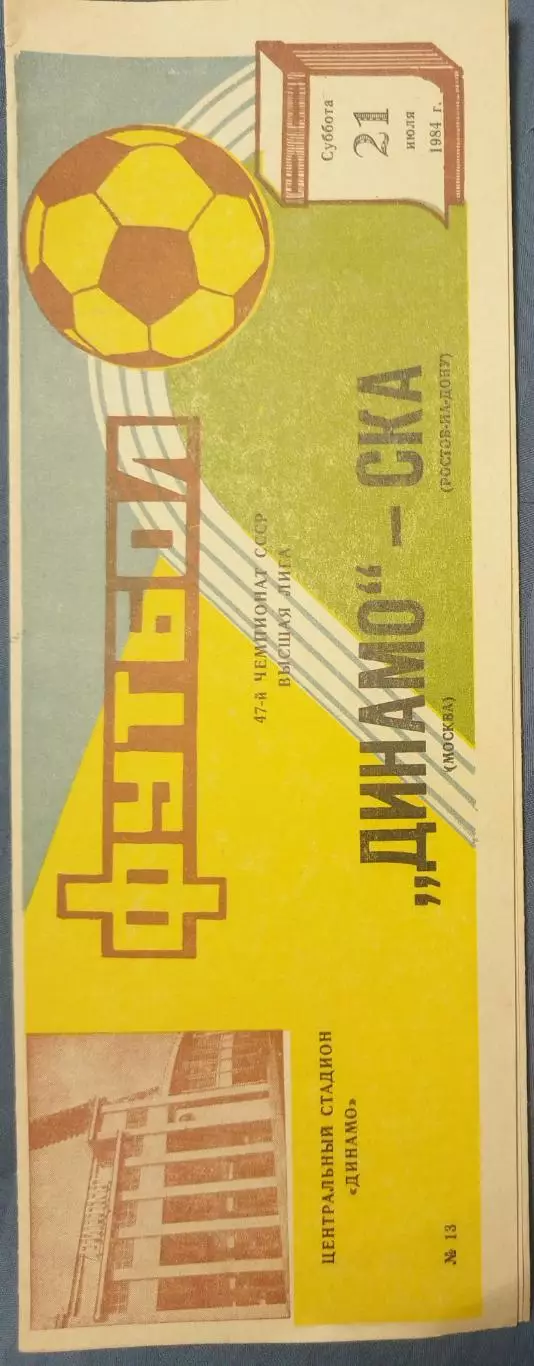 ФУТБОЛ
Суббота
21
июля
1984 г.
47-й ЧЕМПИОНАТ СССР
ВЫСШАЯ ЛИГА
„ДИНАМО“ — СКА
(МОСКВА) (РОСТОВ-НА-ДОНУ)
ЦЕНТРАЛЬНЫЙ СТАДИОН
«ДИНАМО»
№ 13